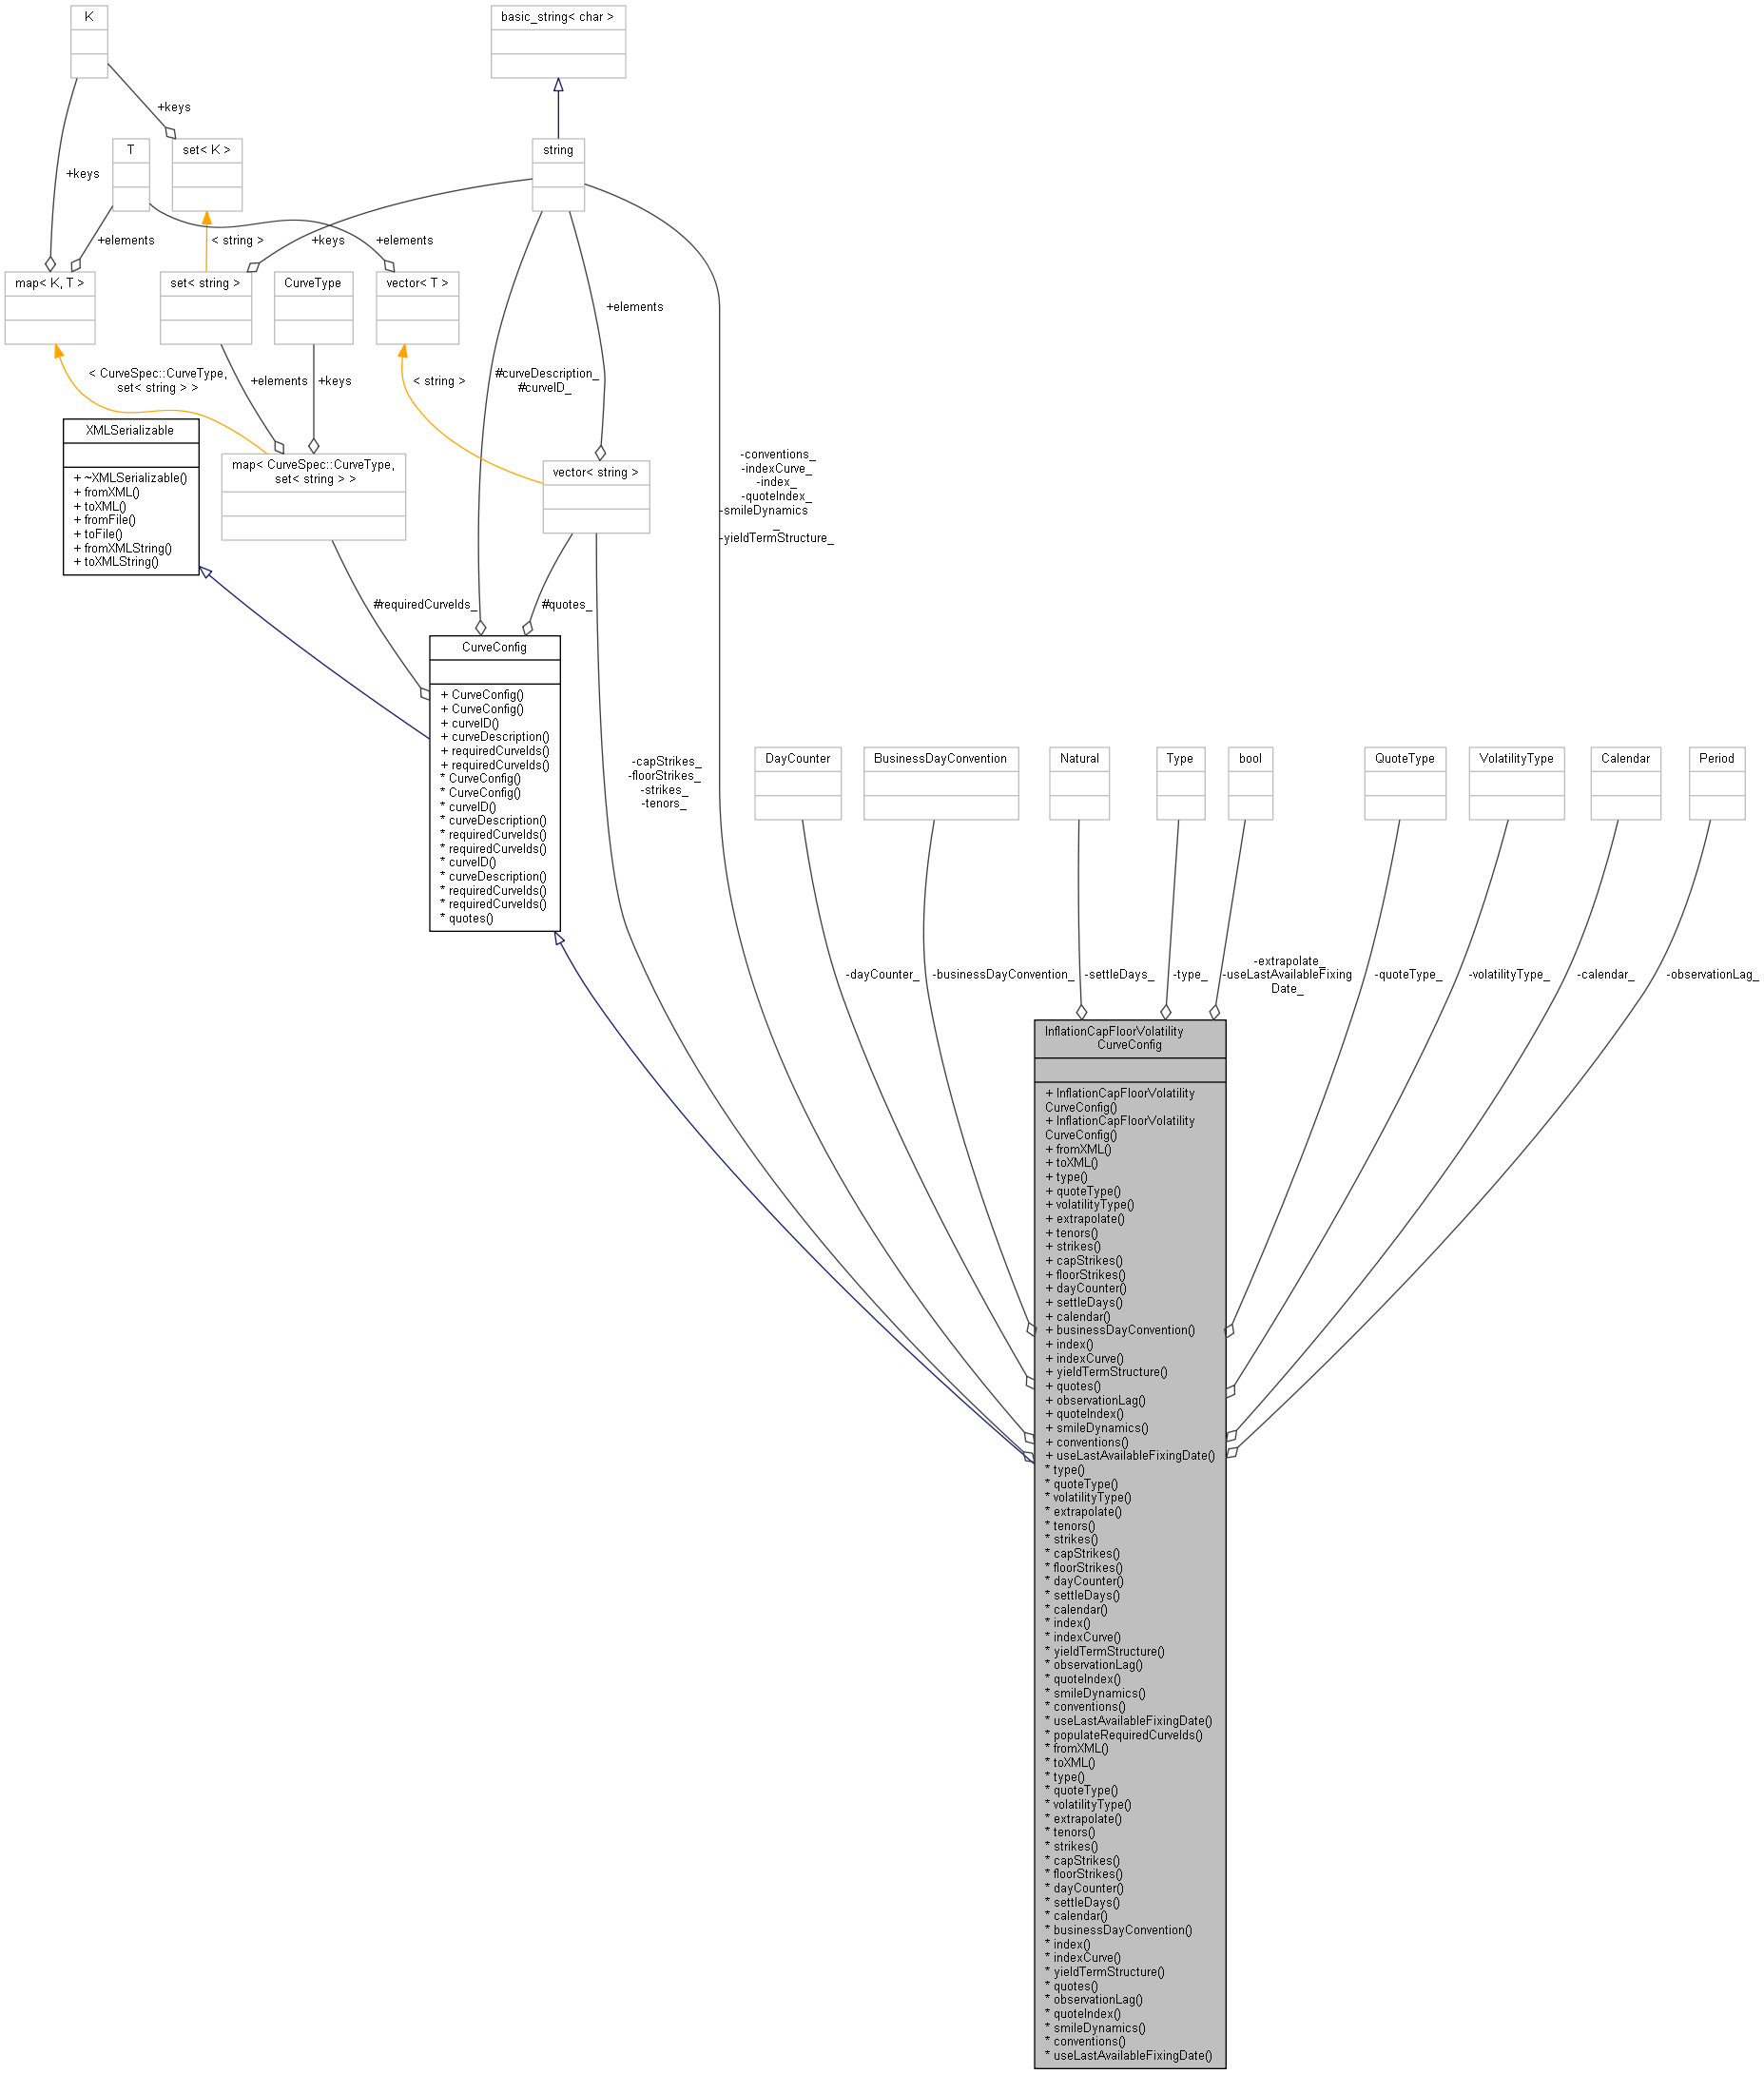 K
basic_string< char >
+keys
T
set< K >
string
+keys
+elements
< string >
+keys
+elements
map< K, T >
set< string >
CurveType
vector< T >
+elements
< CurveSpec::CurveType,
set< string > >
+elements
+keys
< string >
#curveDescription_
#curveID_
XMLSerializable
+ ~XMLSerializable()
+ fromXML()
+ toXML()
+ fromFile()
+ toFile()
+ fromXMLString()
+ toXMLString()
map< CurveSpec::CurveType,
set< string > >
vector< string >
-conventions_
-indexCurve_
-index_
-quoteIndex_
-smileDynamics
_
-yieldTermStructure_
#requiredCurveIds_
#quotes_
CurveConfig
+ CurveConfig()
+ CurveConfig()
+ curveID()
+ curveDescription()
+ requiredCurveIds()
+ requiredCurveIds()
* CurveConfig()
* CurveConfig()
* curveID()
* curveDescription()
* requiredCurveIds()
* requiredCurveIds()
* curveID()
* curveDescription()
* requiredCurveIds()
* requiredCurveIds()
* quotes()
-capStrikes_
-floorStrikes_
-strikes_
-tenors_
DayCounter
BusinessDayConvention
Natural
Type
bool
QuoteType
VolatilityType
Calendar
Period
-dayCounter_
-businessDayConvention_
-settleDays_
-type_
-extrapolate_
-useLastAvailableFixing
Date_
-quoteType_
-volatilityType_
-calendar_
-observationLag_
InflationCapFloorVolatility
CurveConfig
+ InflationCapFloorVolatility
CurveConfig()
+ InflationCapFloorVolatility
CurveConfig()
+ fromXML()
+ toXML()
+ type()
+ quoteType()
+ volatilityType()
+ extrapolate()
+ tenors()
+ strikes()
+ capStrikes()
+ floorStrikes()
+ dayCounter()
+ settleDays()
+ calendar()
+ businessDayConvention()
+ index()
+ indexCurve()
+ yieldTermStructure()
+ quotes()
+ observationLag()
+ quoteIndex()
+ smileDynamics()
+ conventions()
+ useLastAvailableFixingDate()
* type()
* quoteType()
* volatilityType()
* extrapolate()
* tenors()
* strikes()
* capStrikes()
* floorStrikes()
* dayCounter()
* settleDays()
* calendar()
* index()
* indexCurve()
* yieldTermStructure()
* observationLag()
* quoteIndex()
* smileDynamics()
* conventions()
* useLastAvailableFixingDate()
* populateRequiredCurveIds()
* fromXML()
* toXML()
* type()
* quoteType()
* volatilityType()
* extrapolate()
* tenors()
* strikes()
* capStrikes()
* floorStrikes()
* dayCounter()
* settleDays()
* calendar()
* businessDayConvention()
* index()
* indexCurve()
* yieldTermStructure()
* quotes()
* observationLag()
* quoteIndex()
* smileDynamics()
* conventions()
* useLastAvailableFixingDate()